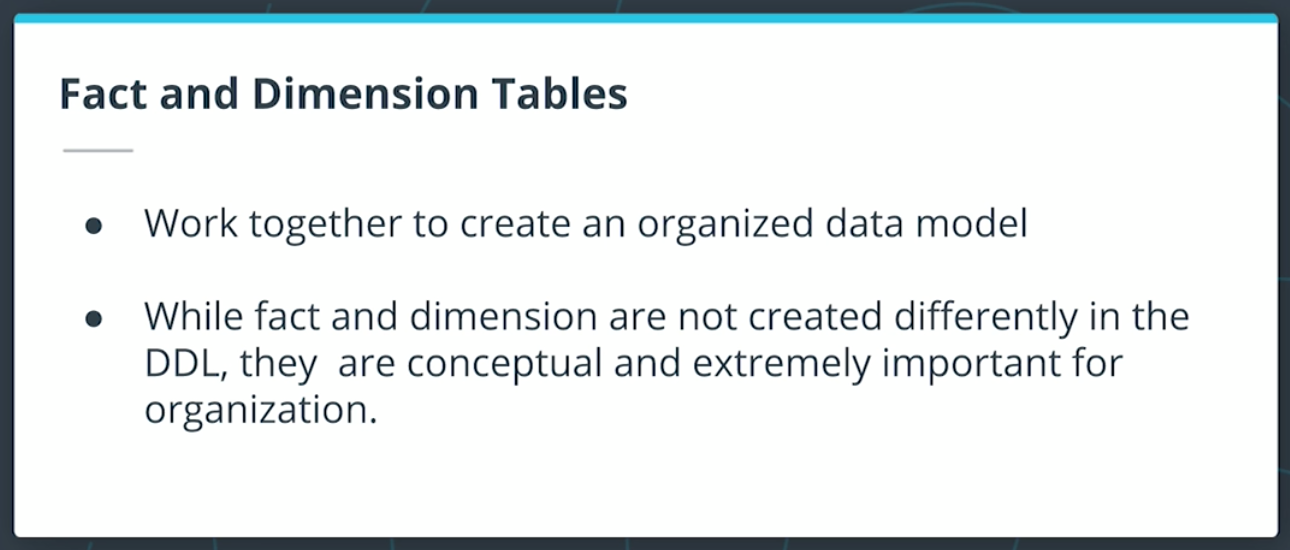 Fact and Dimension Tables
● Work together to create an organized data model
● While fact and dimension are not created differently in the
DDL, they  are conceptual and extremely important for
organization.